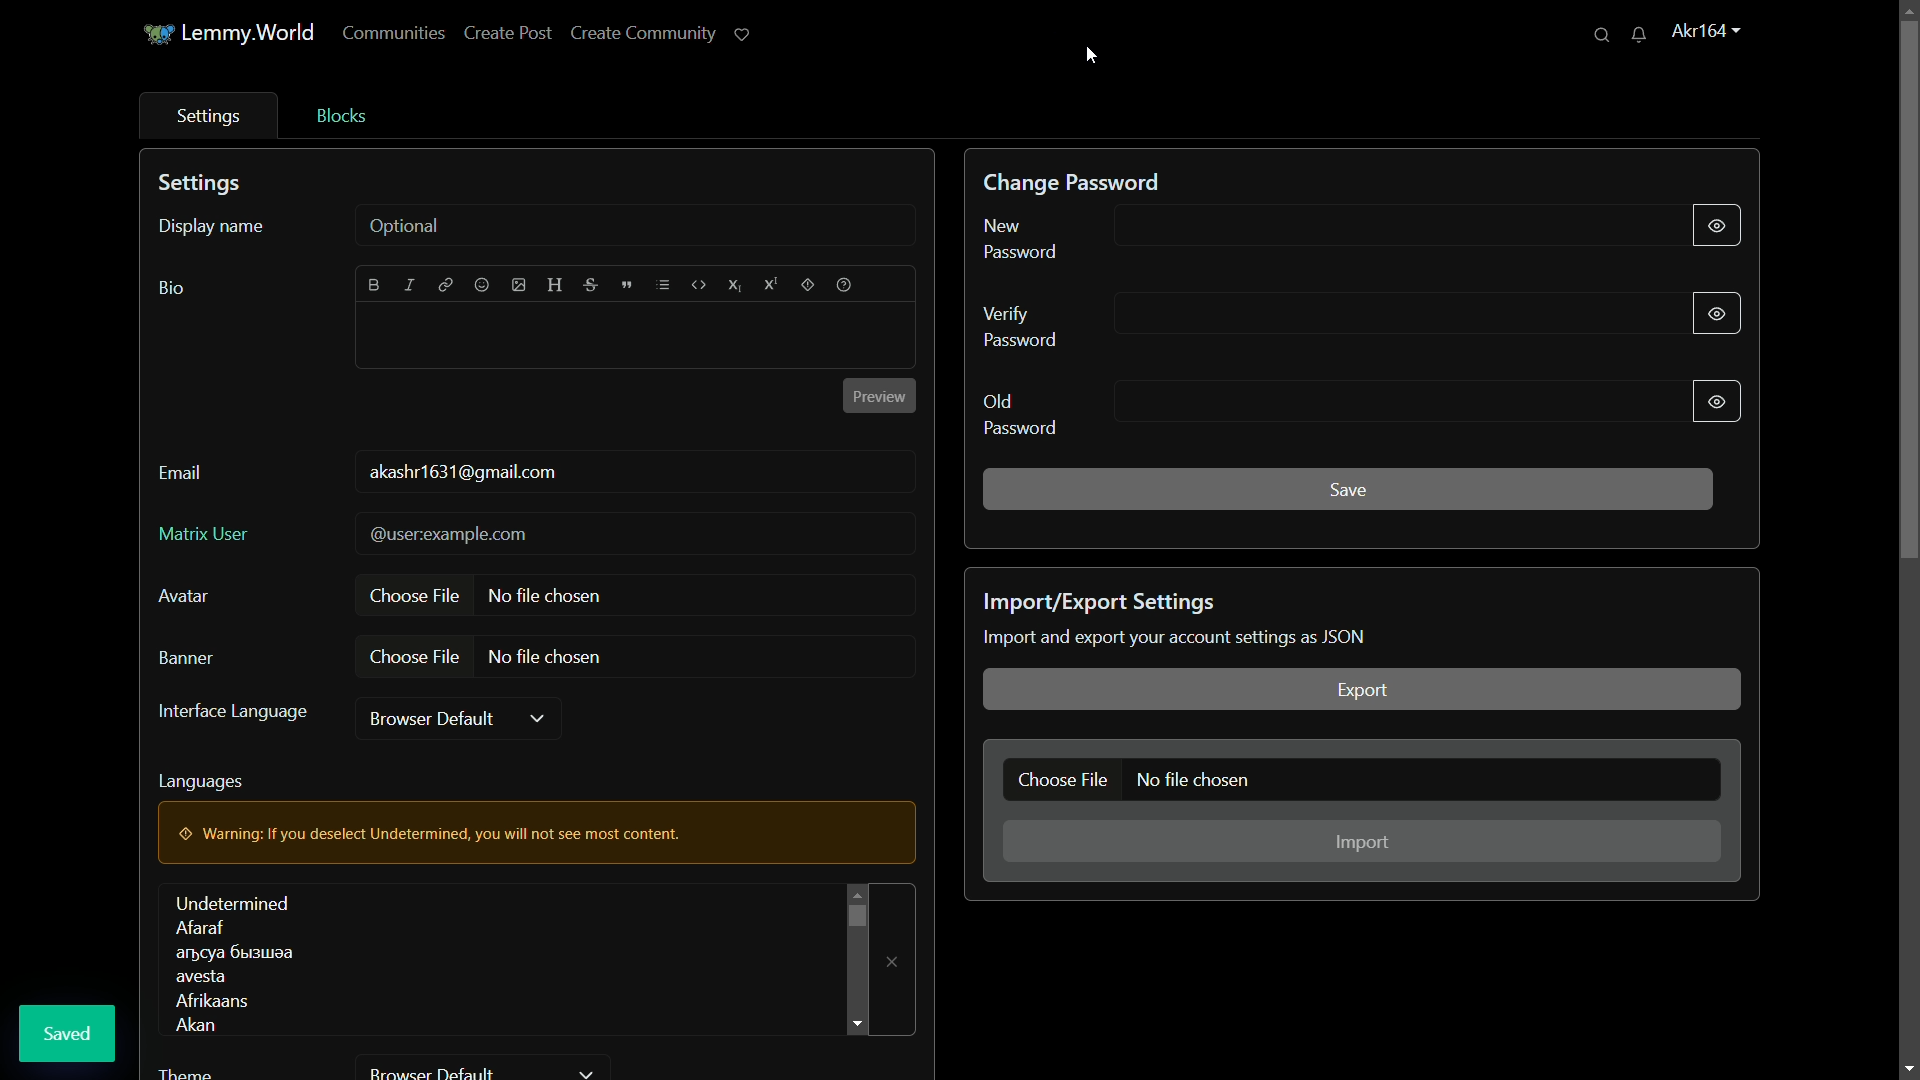 Lemmy.World
Communities
Create Post
Create Community
Akr164
Settings
Blocks
Settings
Display name
Optional
Bio
Preview
Email
akashr1631@gmail.com
Matrix User
@user:example.com
Avatar
Choose File
No file chosen
Banner
Choose File
No file chosen
Interface Language
Browser Default
Languages
Warning: If you deselect Undetermined, you will not see most content.
Undetermined
Afaraf
аҧсуа бызшәа
avesta
Afrikaans
Akan
Theme
Browser Default
Change Password
New
Password
Verify
Password
Old
Password
Save
Import/Export Settings
Import and export your account settings as JSON
Export
Choose File
No file chosen
Import
Saved